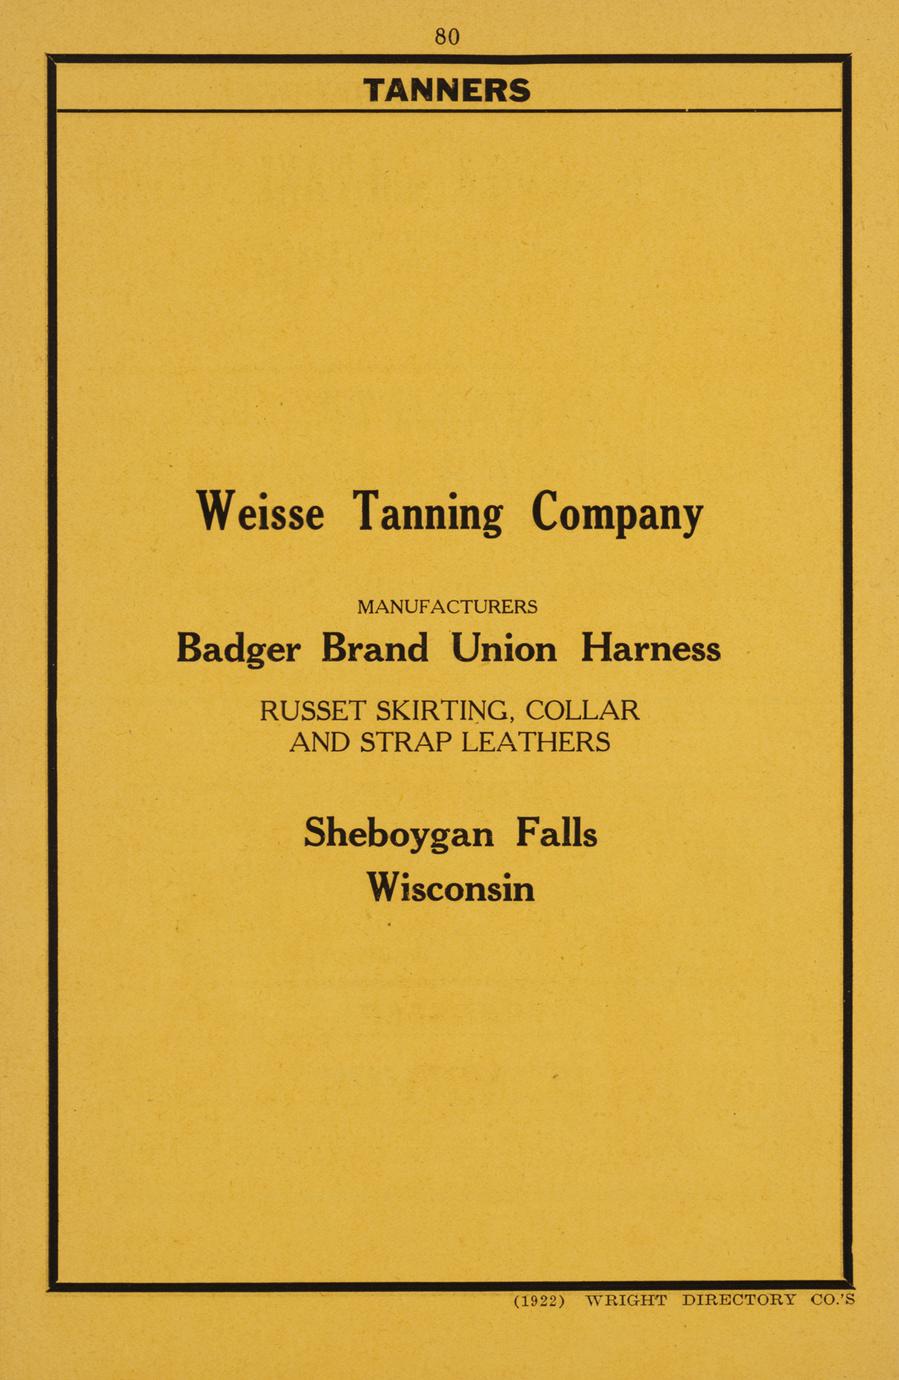 80
TANNERS
Weisse Tanning Company
MANUFACTURERS
Badger Brand Union Harness
RUSSET SKIRTING, COLLAR
AND STRAP LEATHERS
Sheboygan Falls
Wisconsin
(1922) WRIGHT DIRECTORY CO.'S